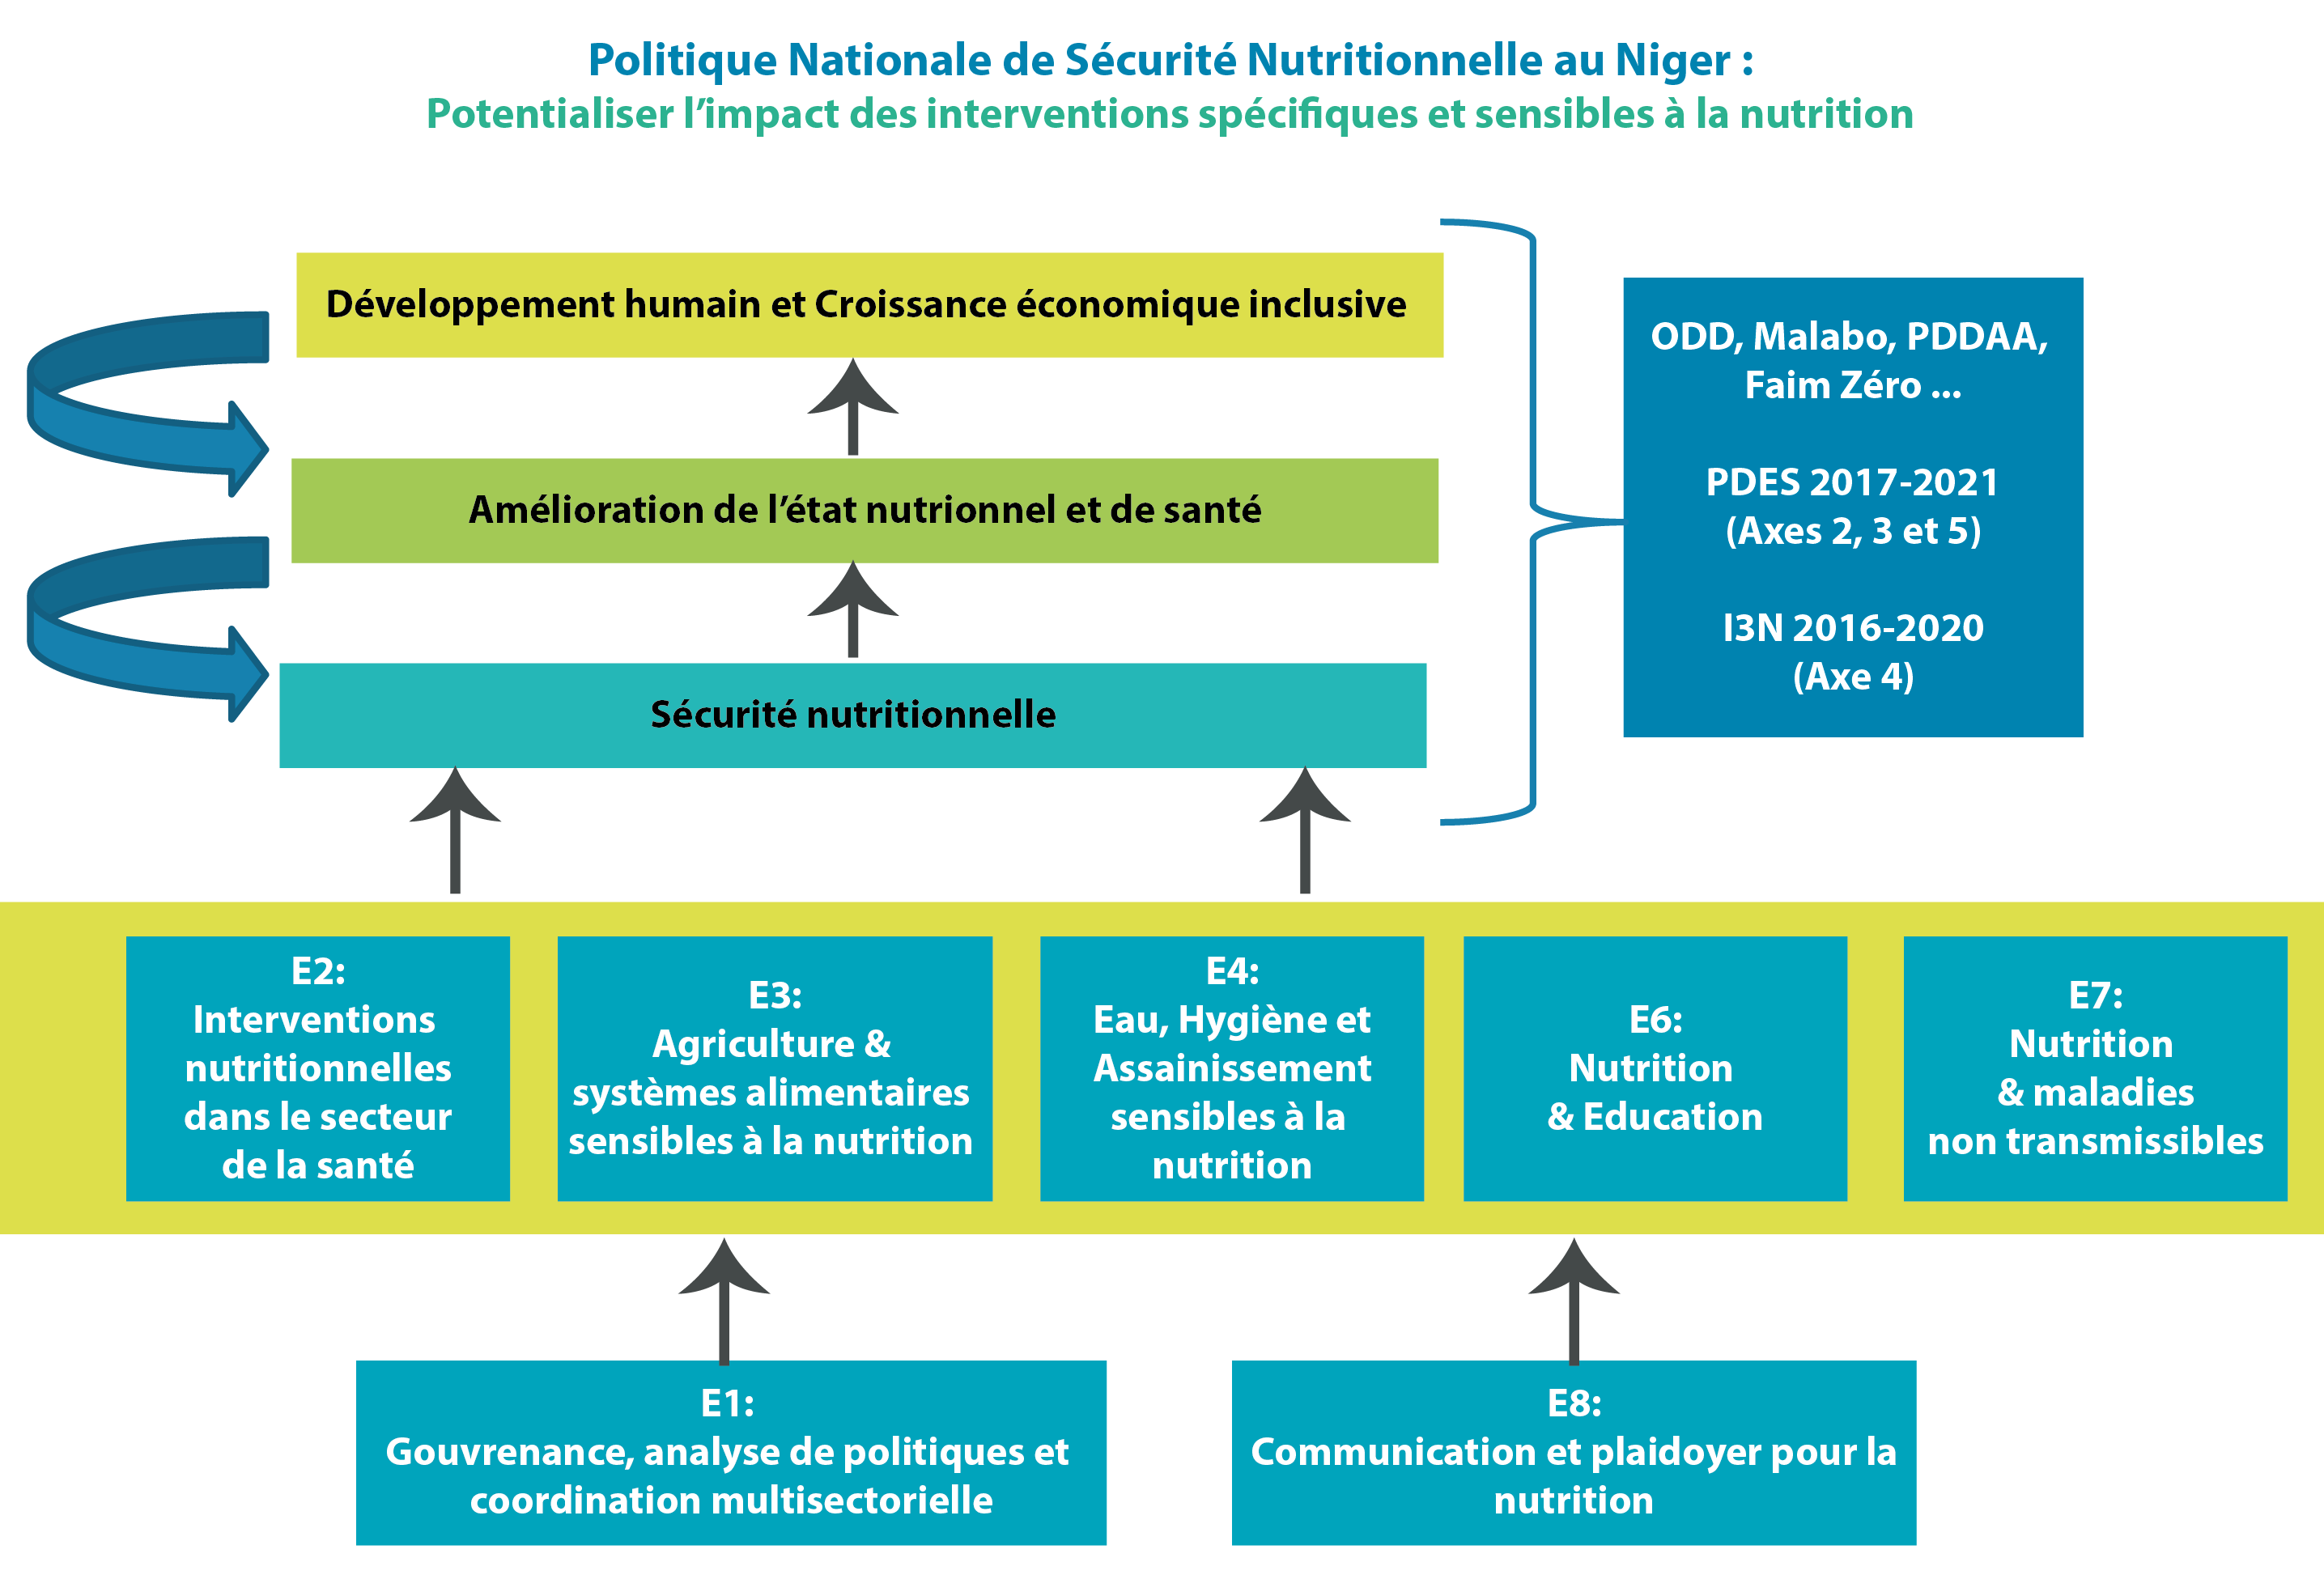 Politique Nationale de Sécurité Nutritionnelle au Niger :
Potentialiser l'impact des interventions spécifiques et sensibles à la nutrition
Développement humain et Croissance économique inclusive
Amélioration de l'état nutrionnel et de santé
Sécurité nutritionnelle
ODD, Malabo, PDDAA,
Faim Zéro ...
PDES 2017-2021
(Axes 2, 3 et 5)
I3N 2016-2020
(Axe 4)
E2:
Interventions
nutritionnelles
dans le secteur
de la santé
E3:
Agriculture &
systèmes alimentaires
sensibles à la nutrition
E4:
Eau, Hygiène et
Assainissement
sensibles à la
nutrition
E6:
Nutrition
& Education
E7:
Nutrition
& maladies
non transmissibles
E1:
Gouvrenance, analyse de politiques et
coordination multisectorielle
E8:
Communication et plaidoyer pour la
nutrition